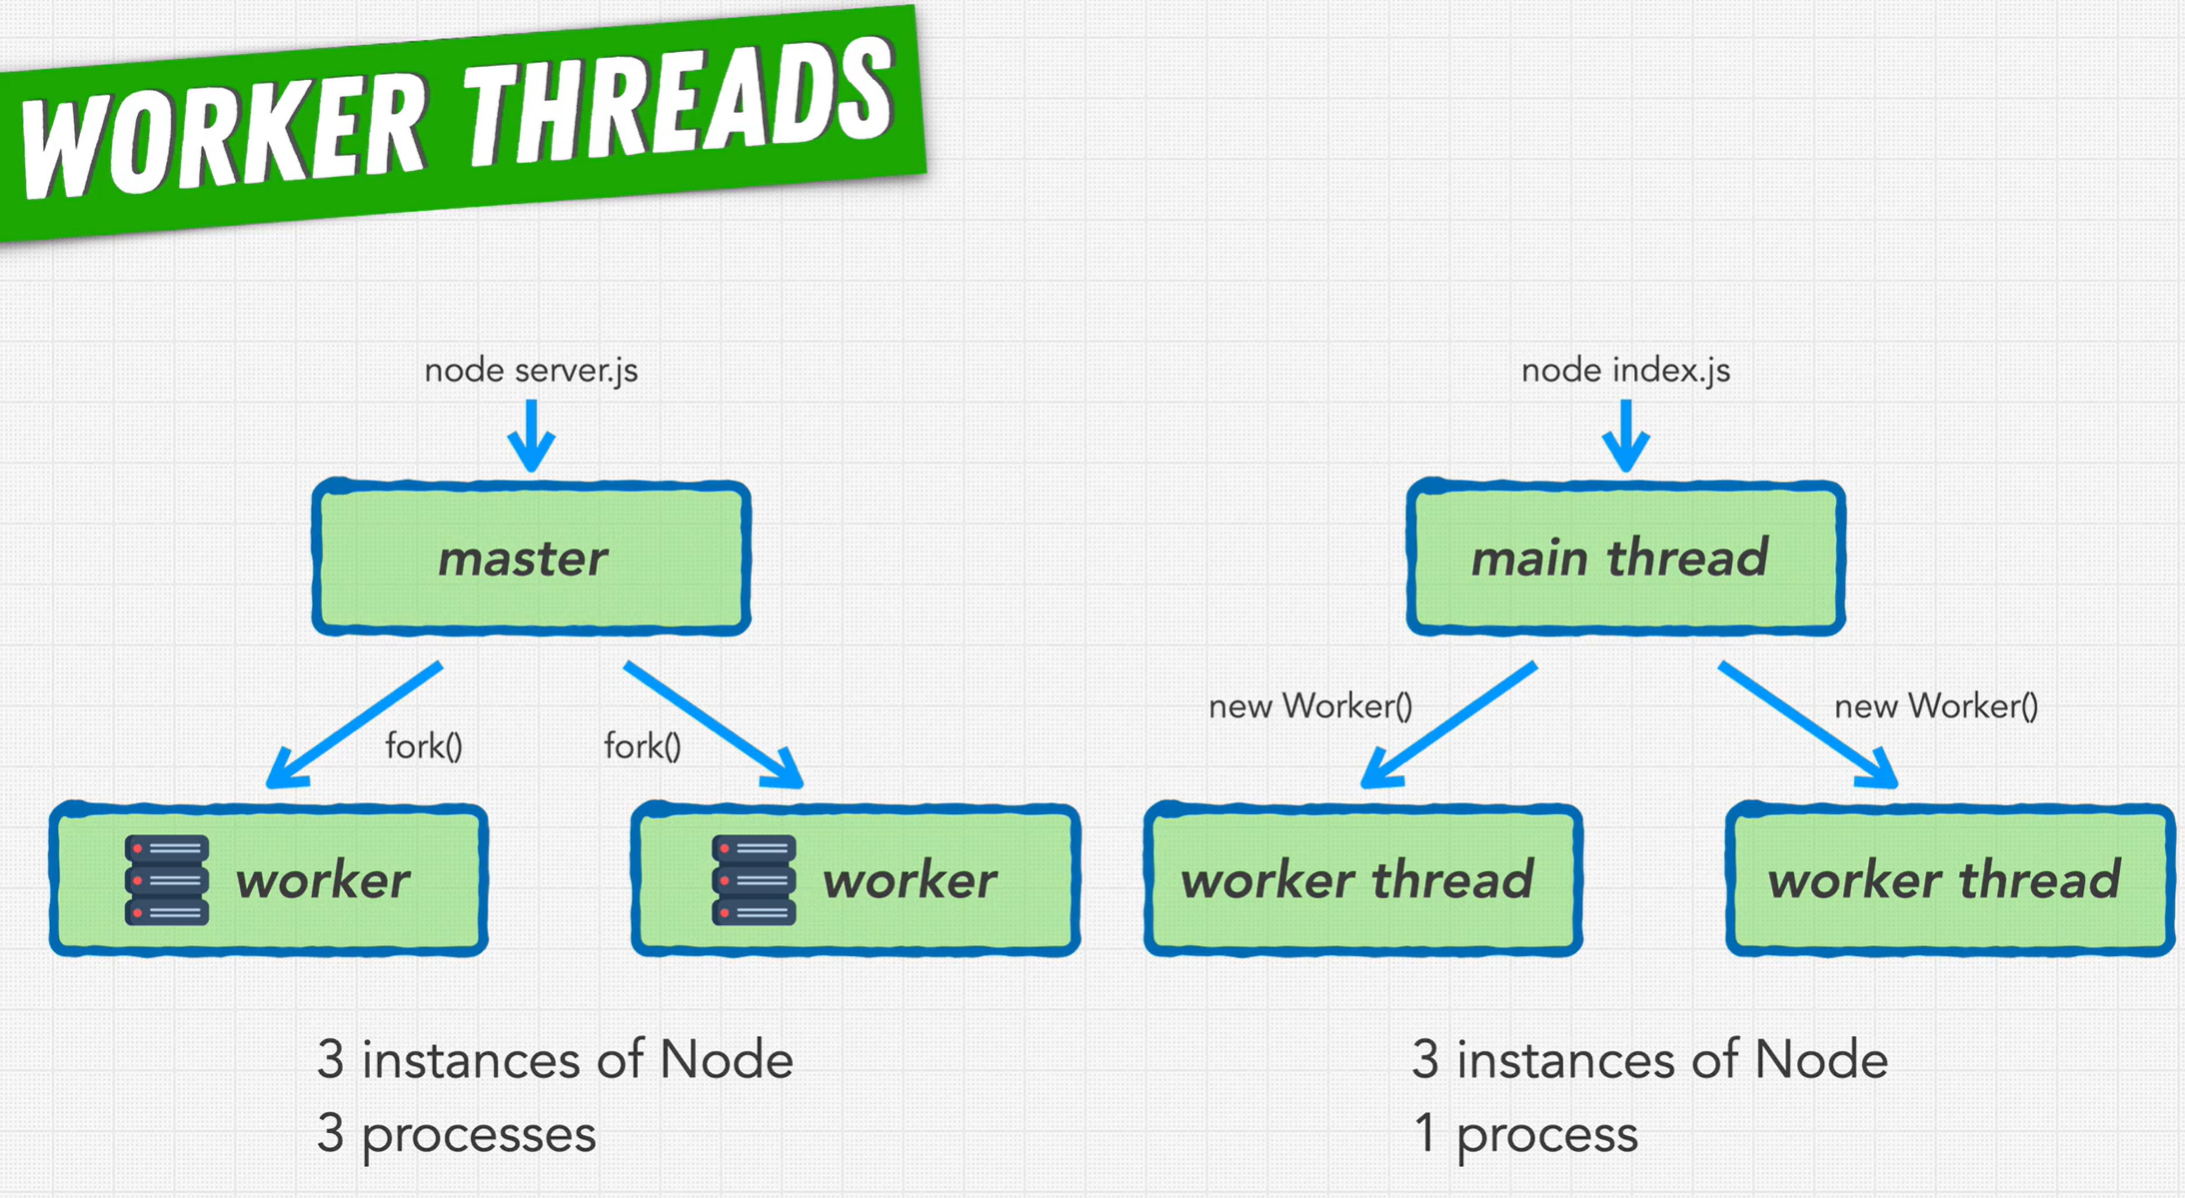 WORKER THREADS
node server.js
master
fork()
fork()
worker
worker
3 instances of Node
3 processes
node index.js
main thread
new Worker()
new Worker()
worker thread
worker thread
3 instances of Node
1 process